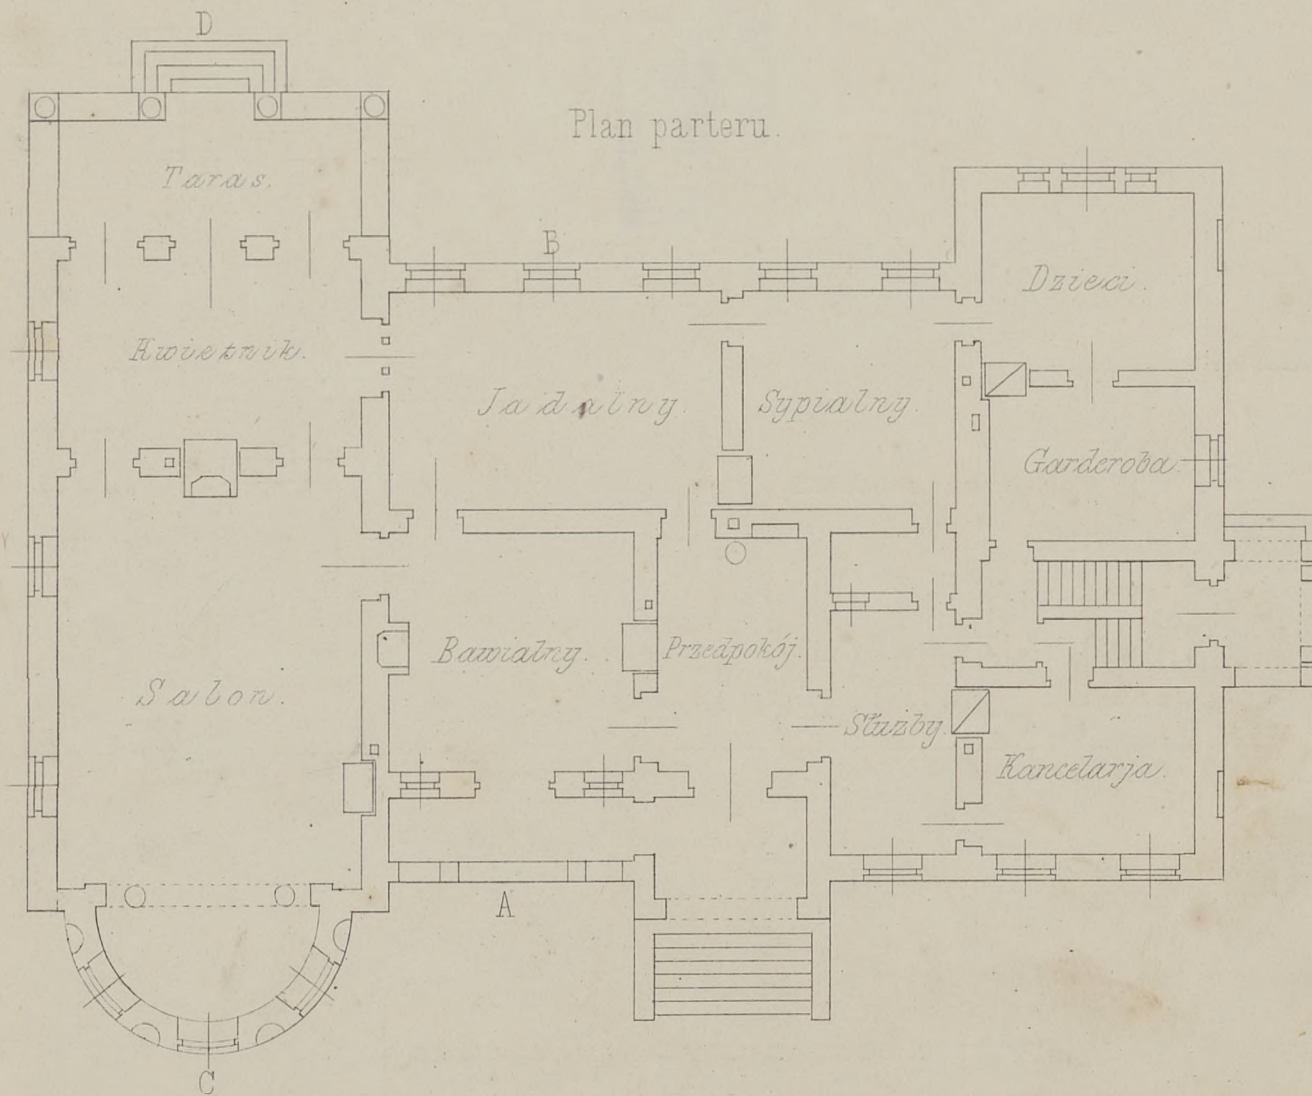 D
Plan parteru.
Taras.
B
Dzieci.
Kwietnik.
Jadalny.
Sypialny.
Garderoba.
Bawialny.
Przedpokój.
Salon.
Służby.
Kancelarja.
A
C